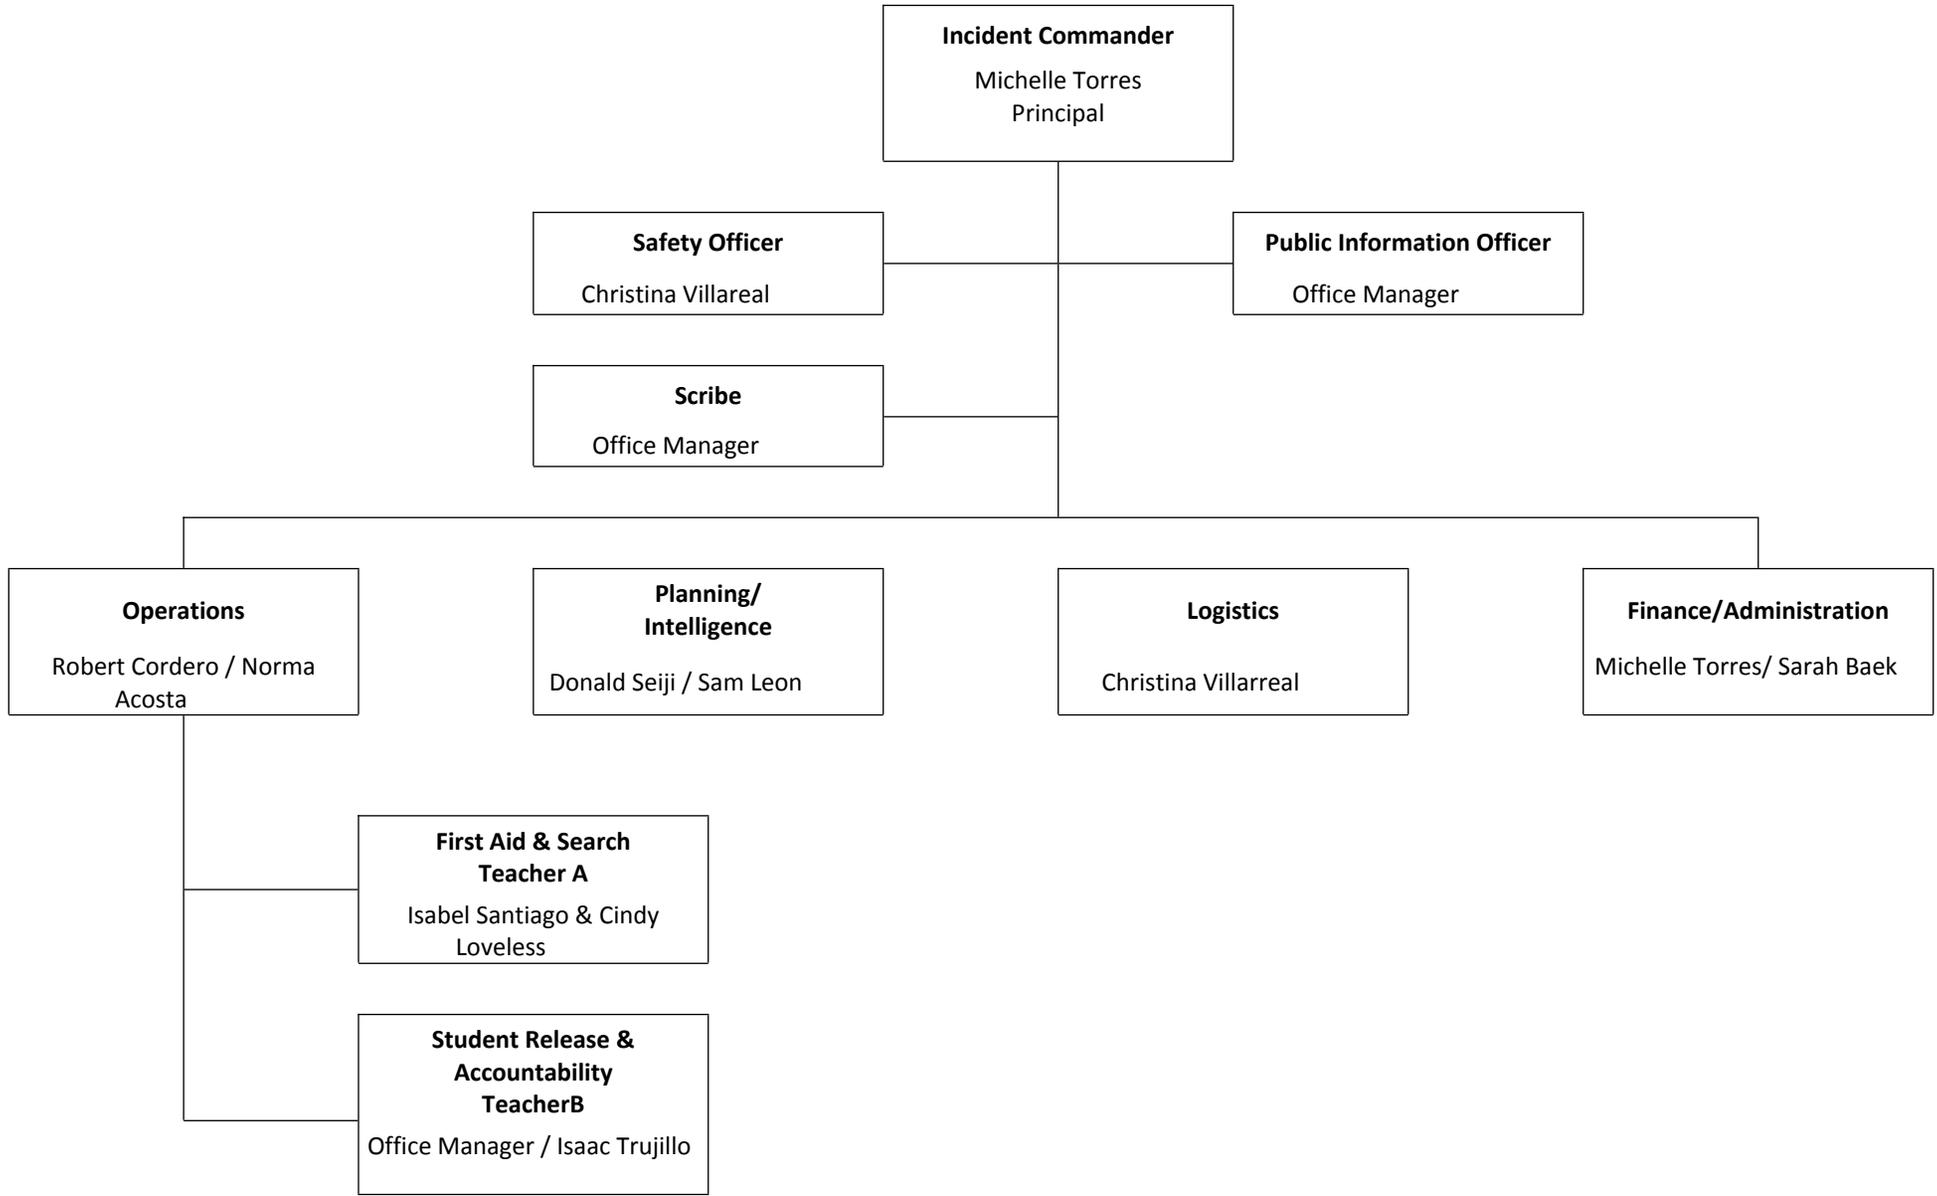 Incident Commander
Michelle Torres
Principal
Safety Officer
Christina Villareal
Public Information Officer
Office Manager
Scribe
Office Manager
Operations
Robert Cordero / Norma
Acosta
Planning/
Intelligence
Donald Seiji / Sam Leon
Logistics
Christina Villarreal
Finance/Administration
Michelle Torres/ Sarah Baek
First Aid & Search
Teacher A
Isabel Santiago & Cindy
Loveless
Student Release &
Accountability
TeacherB
Office Manager / Isaac Trujillo